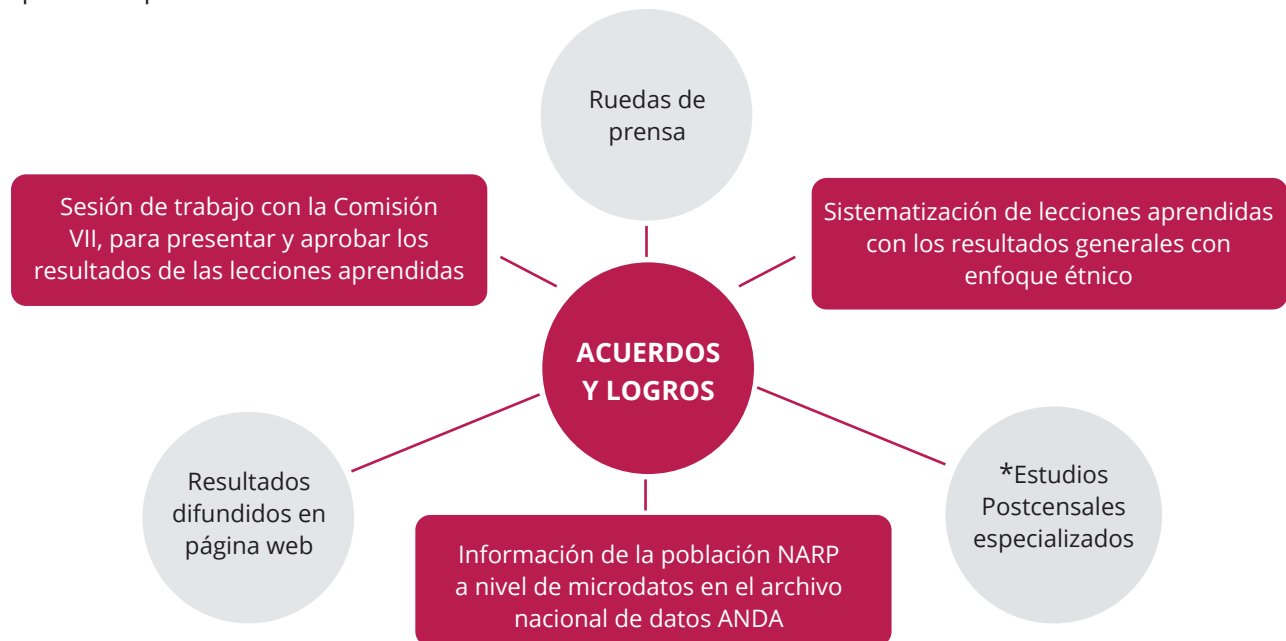 Ruedas de
prensa
Sesión de trabajo con la Comisión
VII, para presentar y aprobar los
resultados de las lecciones aprendidas
Sistematización de lecciones aprendidas
con los resultados generales con
enfoque étnico
ACUERDOS
Y LOGROS
Resultados
difundidos en
página web
*Estudios
Postcensales
especializados
Información de la población NARP
a nivel de microdatos en el archivo
nacional de datos ANDA